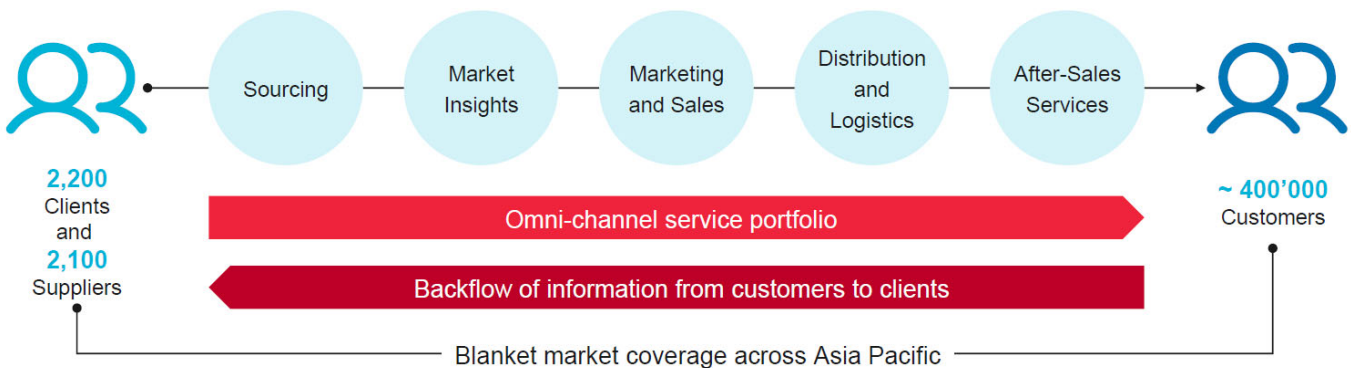 Sourcing
Market
Insights
Marketing
and Sales
Distribution
and
Logistics
After-Sales
Services
2,200
Clients
and
2,100
Suppliers
~ 400’000
Customers
Omni-channel service portfolio
Backflow of information from customers to clients
Blanket market coverage across Asia Pacific